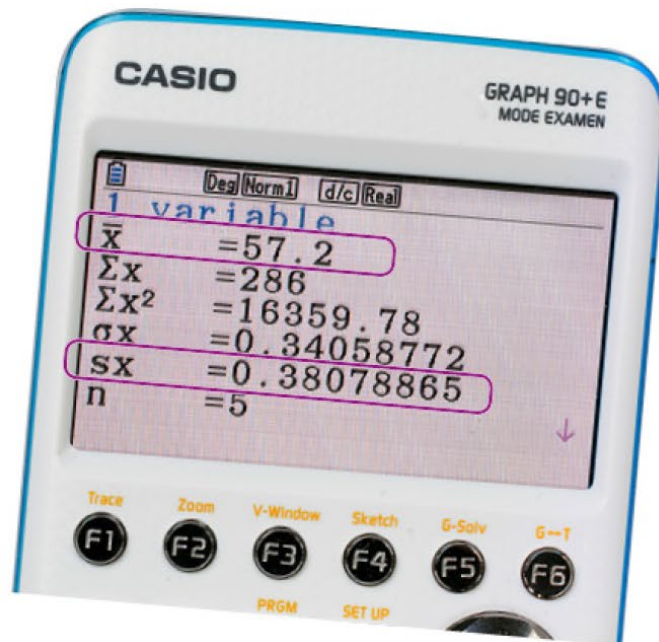 CASIO
GRAPH 90+E
MODE EXAMEN
Deg Norm1 d/c Real
1 variable
x̄ =57.2
Σx =286
Σx² =16359.78
σx =0.34058772
sx =0.38078865
n =5
↓
Trace Zoom V-Window Sketch G-Solv G↔T
F1 F2 F3 F4 F5 F6
PRGM SET UP